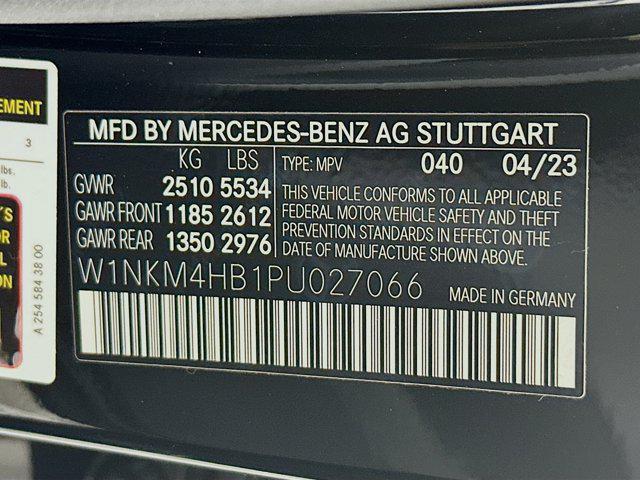 EMENT
3
lbs.
lb.
'S
OR
L
A 254 584 38 00
MFD BY MERCEDES-BENZ AG STUTTGART
KG LBS
GVWR 2510 5534
GAWR FRONT 1185 2612
GAWR REAR 1350 2976
TYPE: MPV 040 04/23
THIS VEHICLE CONFORMS TO ALL APPLICABLE
FEDERAL MOTOR VEHICLE SAFETY AND THEFT
PREVENTION STANDARDS IN EFFECT ON THE
DATE OF MANUFACTURE SHOWN ABOVE.
W1NKM4HB1PU027066
MADE IN GERMANY